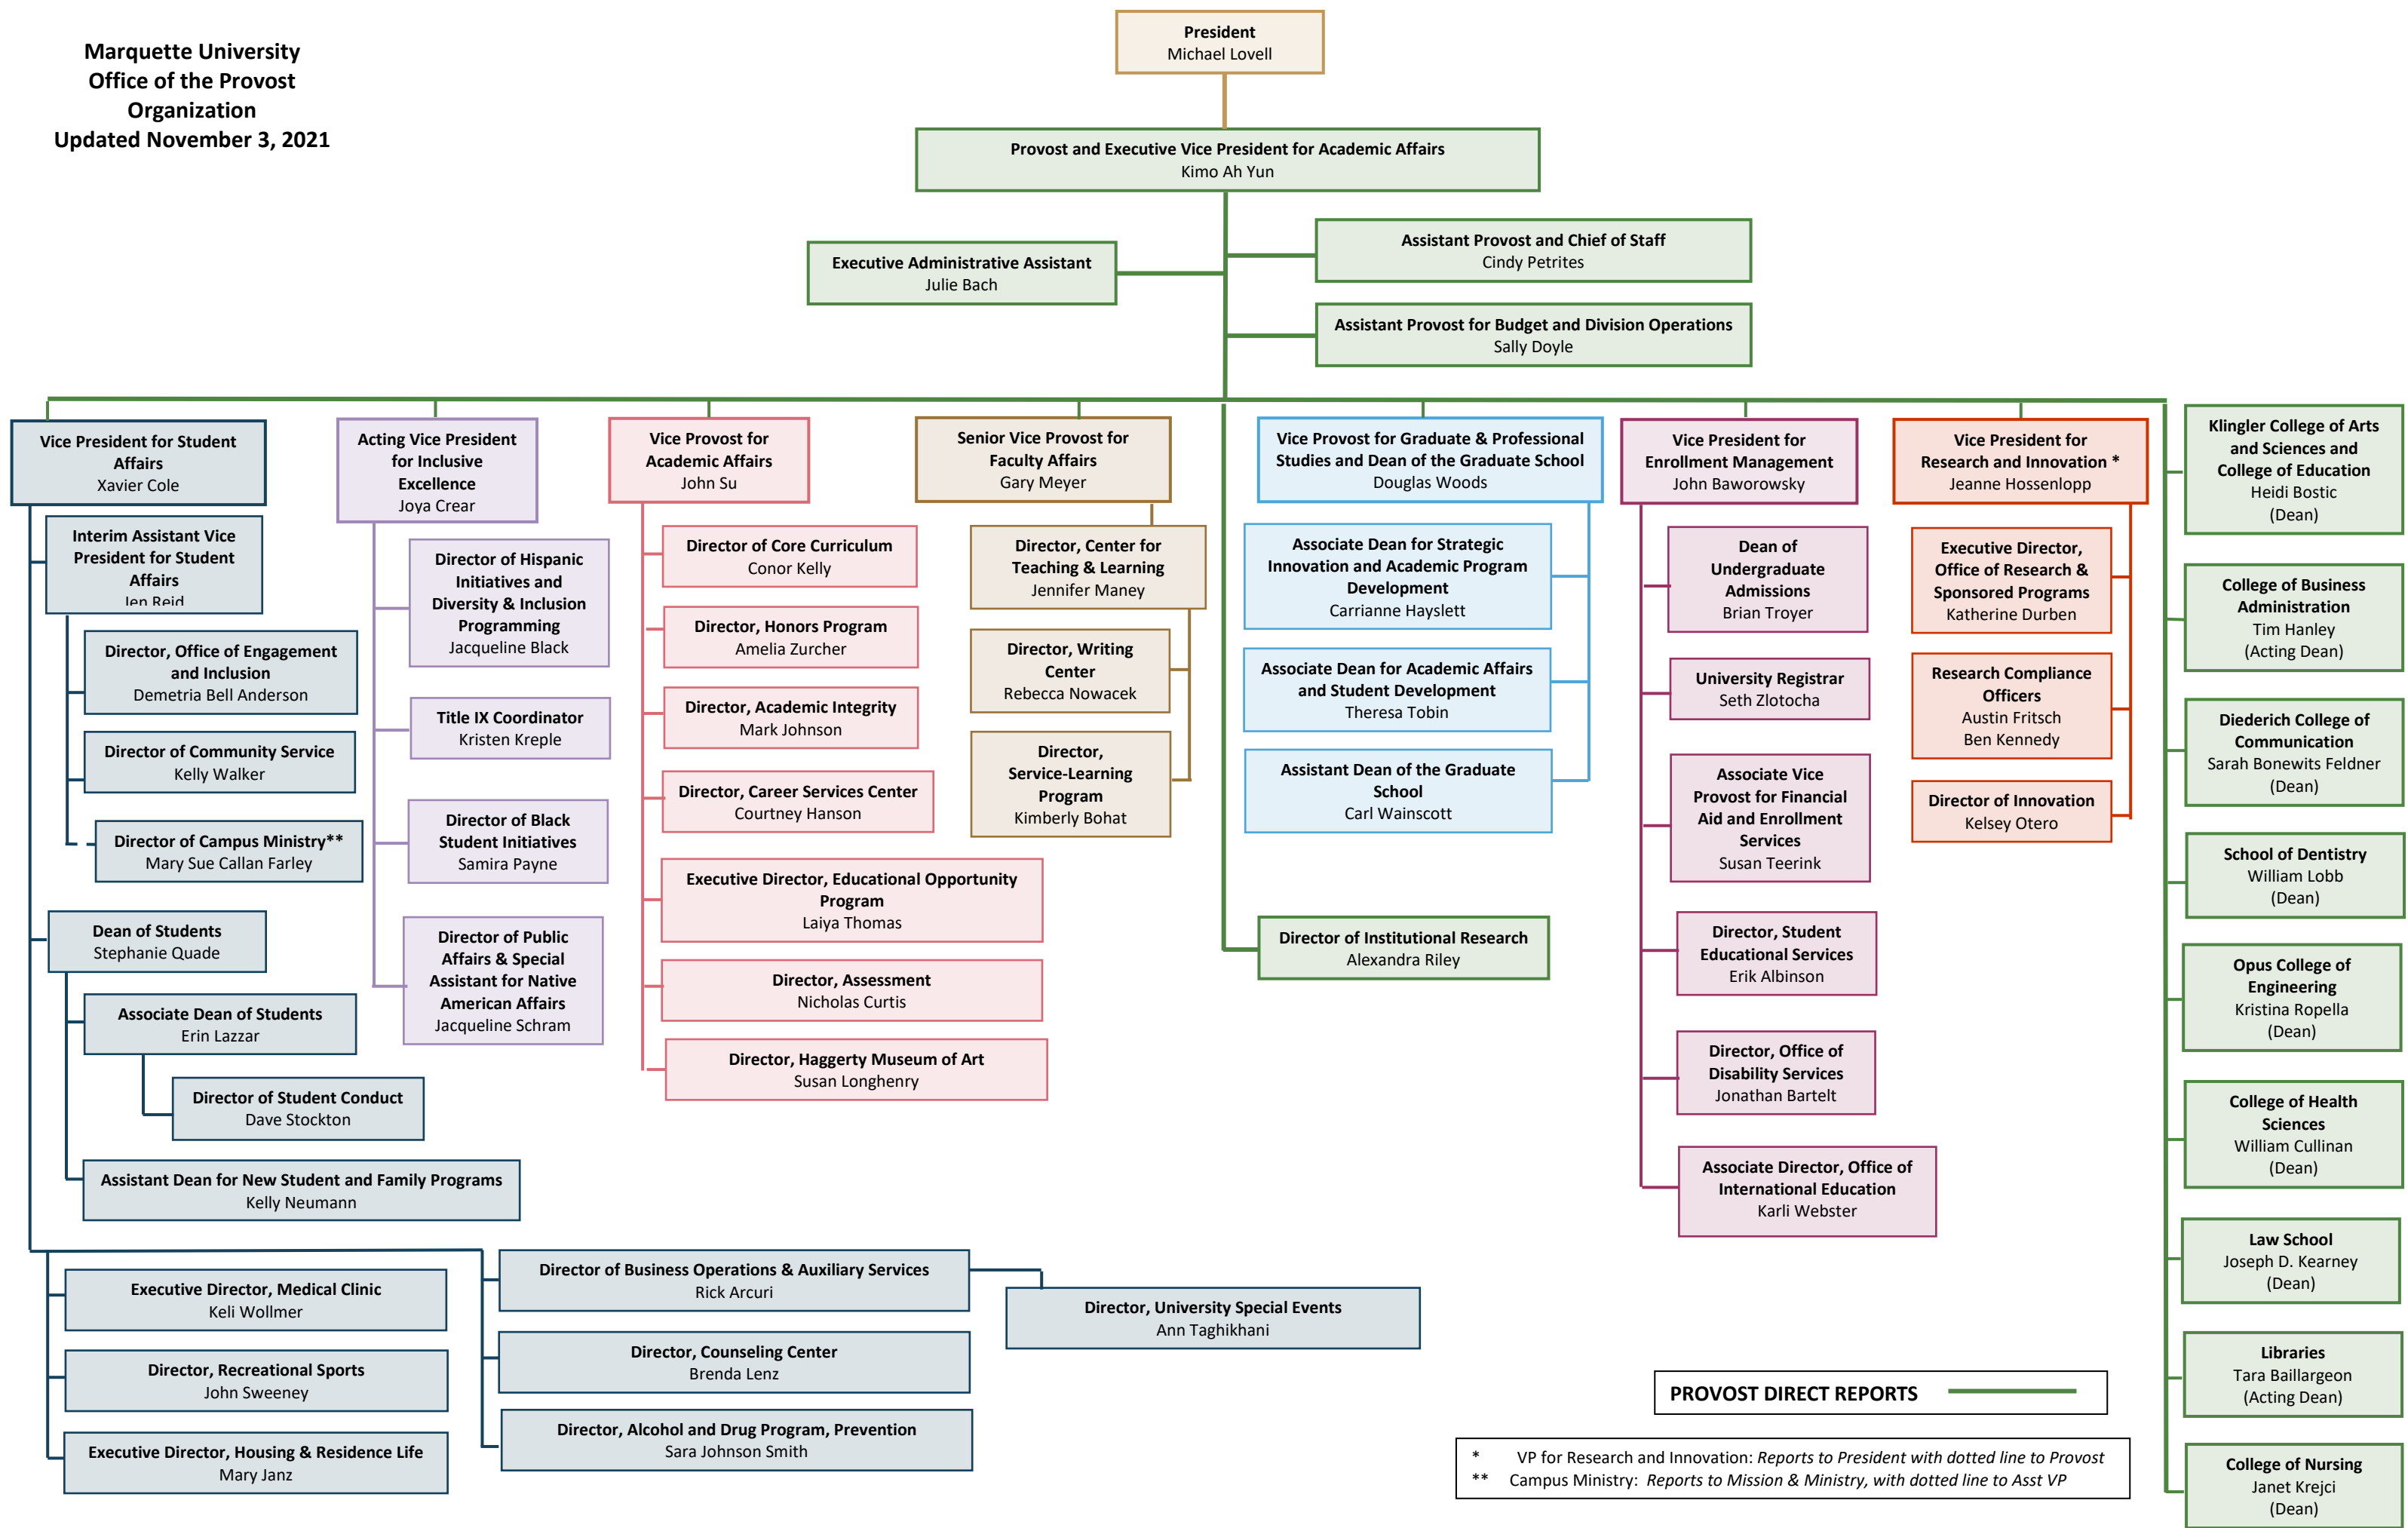 Marquette University
Office of the Provost
Organization
Updated November 3, 2021
President
Michael Lovell
Provost and Executive Vice President for Academic Affairs
Kimo Ah Yun
Executive Administrative Assistant
Julie Bach
Assistant Provost and Chief of Staff
Cindy Petrites
Assistant Provost for Budget and Division Operations
Sally Doyle
Vice President for Student
Affairs
Xavier Cole
Interim Assistant Vice
President for Student
Affairs
Jen Reid
Director, Office of Engagement
and Inclusion
Demetria Bell Anderson
Director of Community Service
Kelly Walker
Director of Campus Ministry**
Mary Sue Callan Farley
Dean of Students
Stephanie Quade
Associate Dean of Students
Erin Lazzar
Director of Student Conduct
Dave Stockton
Assistant Dean for New Student and Family Programs
Kelly Neumann
Executive Director, Medical Clinic
Keli Wollmer
Director, Recreational Sports
John Sweeney
Executive Director, Housing & Residence Life
Mary Janz
Director of Business Operations & Auxiliary Services
Rick Arcuri
Director, Counseling Center
Brenda Lenz
Director, Alcohol and Drug Program, Prevention
Sara Johnson Smith
Director, University Special Events
Ann Taghikhani
Acting Vice President
for Inclusive
Excellence
Joya Crear
Director of Hispanic
Initiatives and
Diversity & Inclusion
Programming
Jacqueline Black
Title IX Coordinator
Kristen Kreple
Director of Black
Student Initiatives
Samira Payne
Director of Public
Affairs & Special
Assistant for Native
American Affairs
Jacqueline Schram
Vice Provost for
Academic Affairs
John Su
Director of Core Curriculum
Conor Kelly
Director, Honors Program
Amelia Zurcher
Director, Academic Integrity
Mark Johnson
Director, Career Services Center
Courtney Hanson
Executive Director, Educational Opportunity
Program
Laiya Thomas
Director, Assessment
Nicholas Curtis
Director, Haggerty Museum of Art
Susan Longhenry
Senior Vice Provost for
Faculty Affairs
Gary Meyer
Director, Center for
Teaching & Learning
Jennifer Maney
Director, Writing
Center
Rebecca Nowacek
Director,
Service-Learning
Program
Kimberly Bohat
Vice Provost for Graduate & Professional
Studies and Dean of the Graduate School
Douglas Woods
Associate Dean for Strategic
Innovation and Academic Program
Development
Carrianne Hayslett
Associate Dean for Academic Affairs
and Student Development
Theresa Tobin
Assistant Dean of the Graduate
School
Carl Wainscott
Director of Institutional Research
Alexandra Riley
Vice President for
Enrollment Management
John Baworowsky
Dean of
Undergraduate
Admissions
Brian Troyer
University Registrar
Seth Zlotocha
Associate Vice
Provost for Financial
Aid and Enrollment
Services
Susan Teerink
Director, Student
Educational Services
Erik Albinson
Director, Office of
Disability Services
Jonathan Bartelt
Associate Director, Office of
International Education
Karli Webster
Vice President for
Research and Innovation *
Jeanne Hossenlopp
Executive Director,
Office of Research &
Sponsored Programs
Katherine Durben
Research Compliance
Officers
Austin Fritsch
Ben Kennedy
Director of Innovation
Kelsey Otero
Klingler College of Arts
and Sciences and
College of Education
Heidi Bostic
(Dean)
College of Business
Administration
Tim Hanley
(Acting Dean)
Diederich College of
Communication
Sarah Bonewits Feldner
(Dean)
School of Dentistry
William Lobb
(Dean)
Opus College of
Engineering
Kristina Ropella
(Dean)
College of Health
Sciences
William Cullinan
(Dean)
Law School
Joseph D. Kearney
(Dean)
Libraries
Tara Baillargeon
(Acting Dean)
College of Nursing
Janet Krejci
(Dean)
PROVOST DIRECT REPORTS
* VP for Research and Innovation: Reports to President with dotted line to Provost
** Campus Ministry: Reports to Mission & Ministry, with dotted line to Asst VP